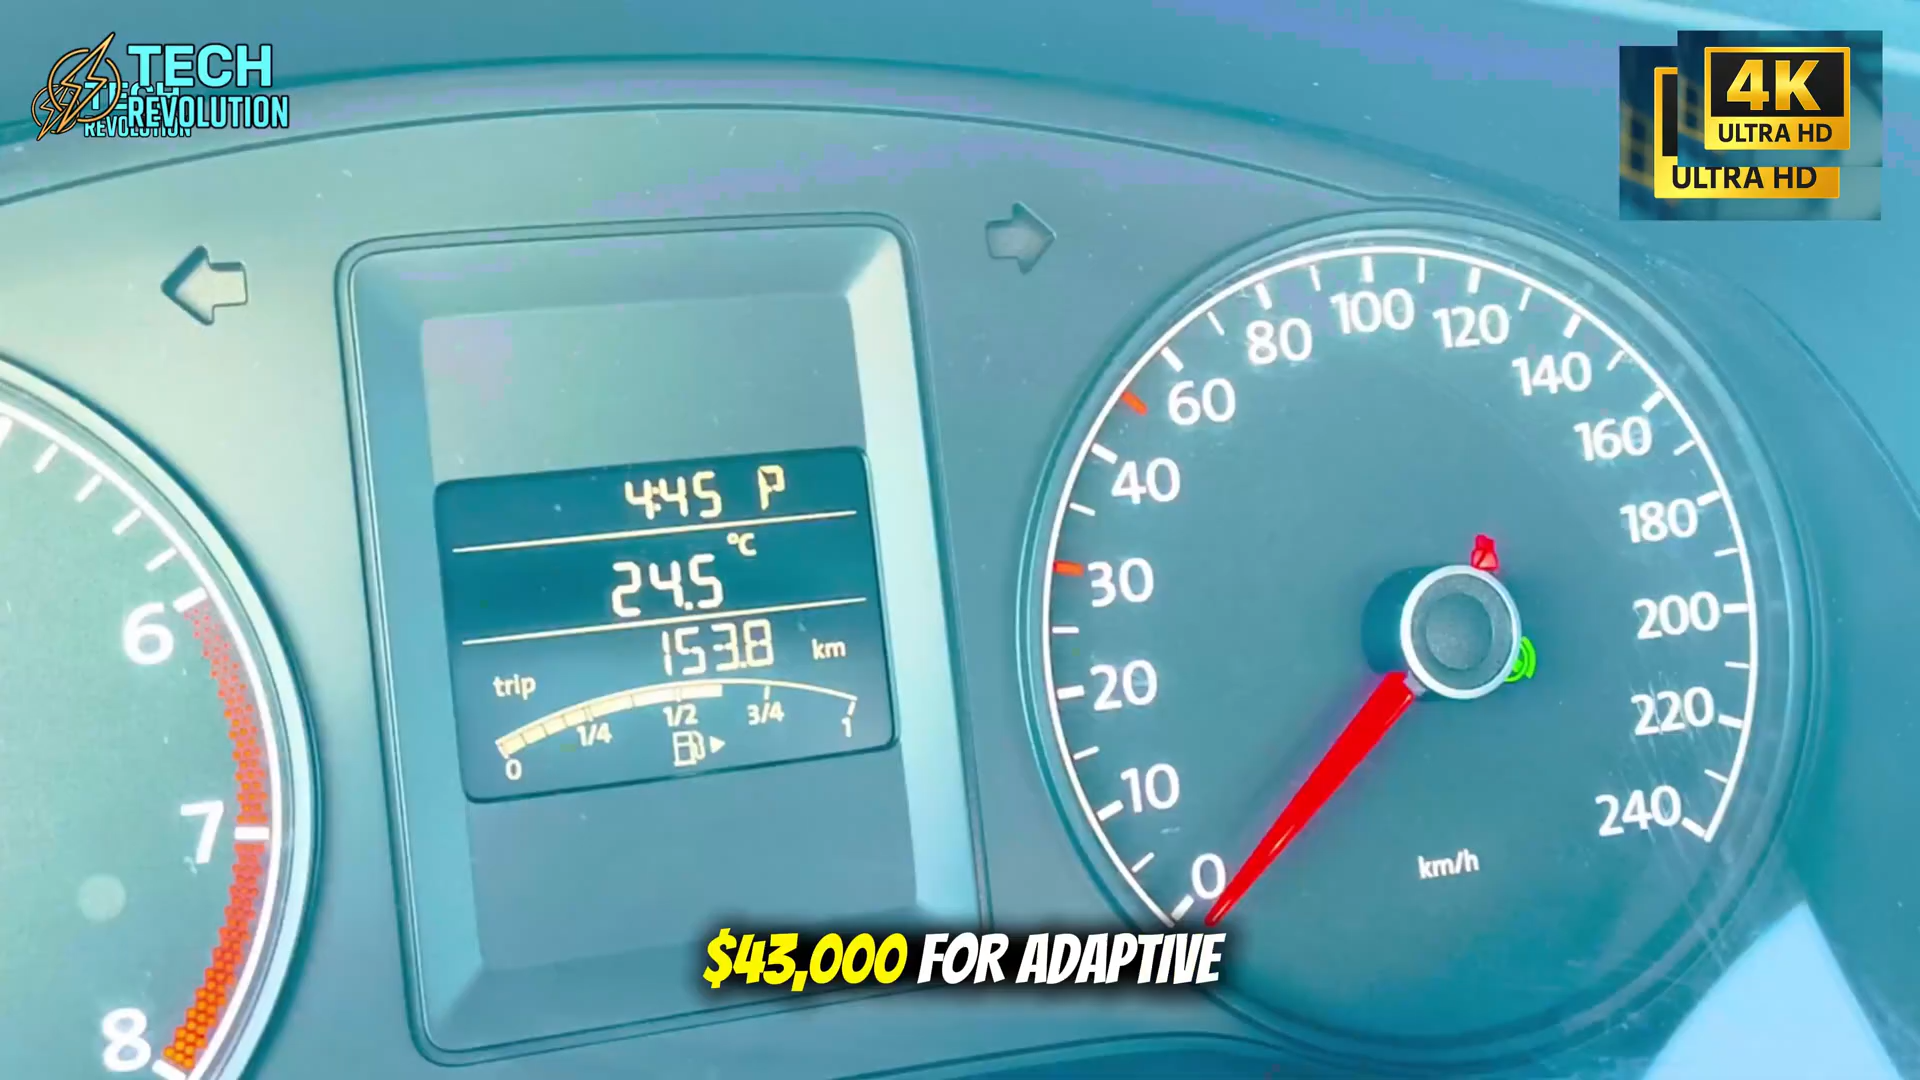 TECH
REVOLUTION
TECH
REVOLUTION
4K
ULTRA HD
ULTRA HD
4:45 P
°C
24.5
153.8 km
trip
0 1/4 1/2 3/4 1
6
7
8
0
10
20
30
40
60
80
100
120
140
160
180
200
220
240
km/h
$43,000 FOR ADAPTIVE